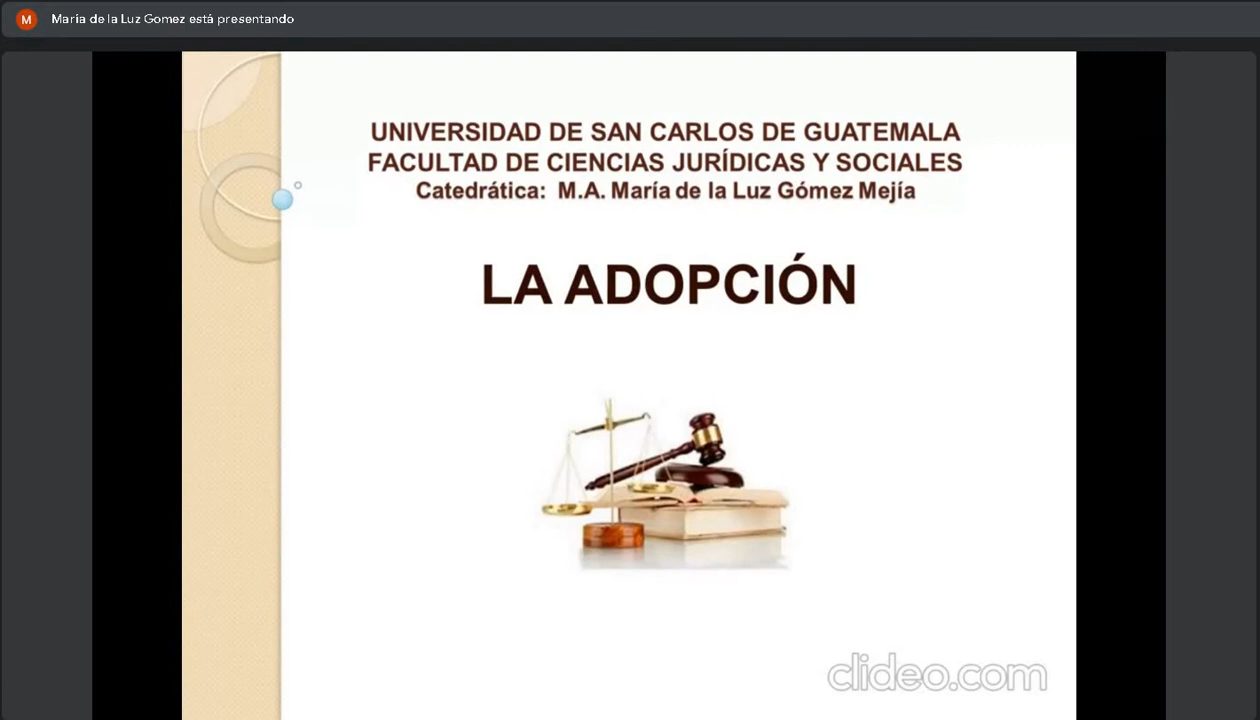 M
María de la Luz Gomez está presentando
UNIVERSIDAD DE SAN CARLOS DE GUATEMALA
FACULTAD DE CIENCIAS JURÍDICAS Y SOCIALES
Catedrática: M.A. María de la Luz Gómez Mejía
LA ADOPCIÓN
clideo.com